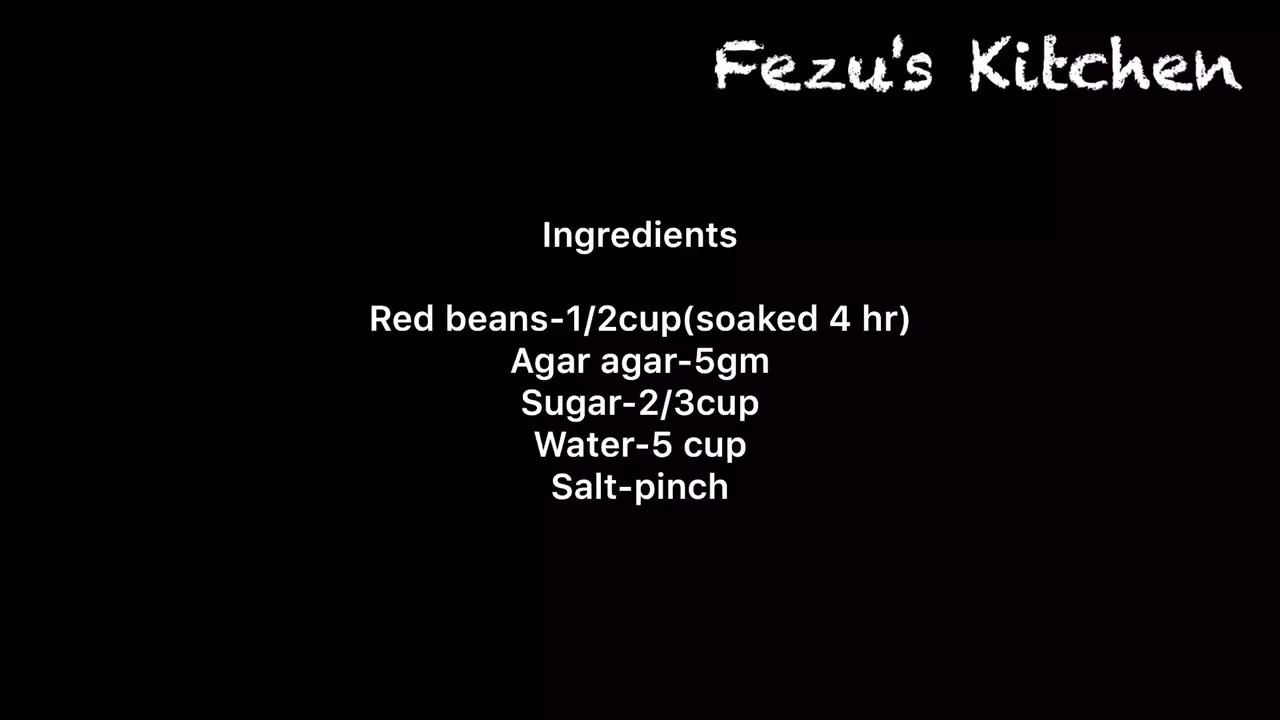 Fezu's Kitchen
Ingredients
Red beans-1/2cup(soaked 4 hr)
Agar agar-5gm
Sugar-2/3cup
Water-5 cup
Salt-pinch